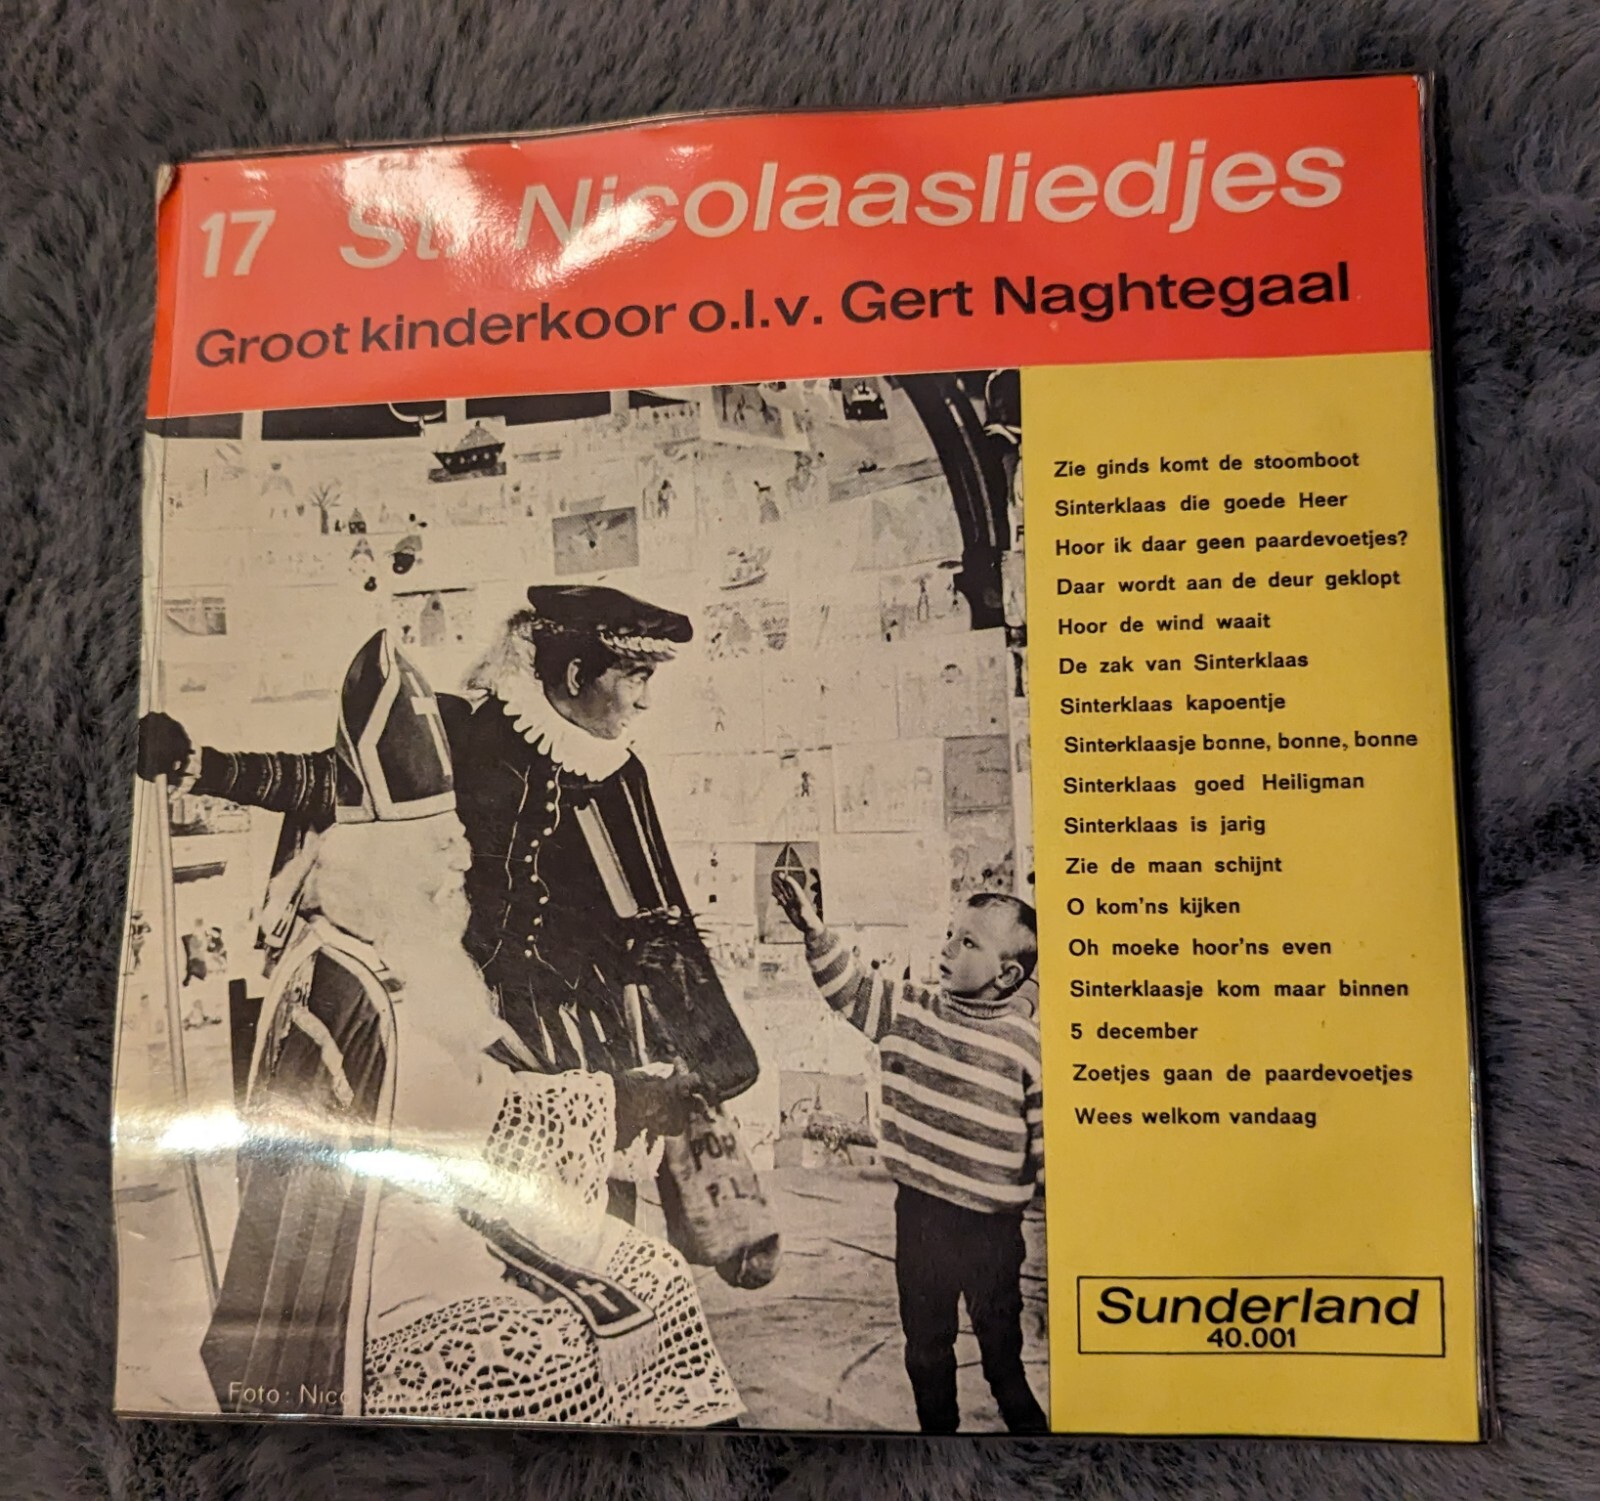 17 St. Nicolaasliedjes
Groot kinderkoor o.l.v. Gert Naghtegaal
Zie ginds komt de stoomboot
Sinterklaas die goede Heer
Hoor ik daar geen paardevoetjes?
Daar wordt aan de deur geklopt
Hoor de wind waait
De zak van Sinterklaas
Sinterklaas kapoentje
Sinterklaasje bonne, bonne, bonne
Sinterklaas goed Heiligman
Sinterklaas is jarig
Zie de maan schijnt
O kom'ns kijken
Oh moeke hoor'ns even
Sinterklaasje kom maar binnen
5 december
Zoetjes gaan de paardevoetjes
Wees welkom vandaag
P.L.
Sunderland
40.001
Foto: Nico